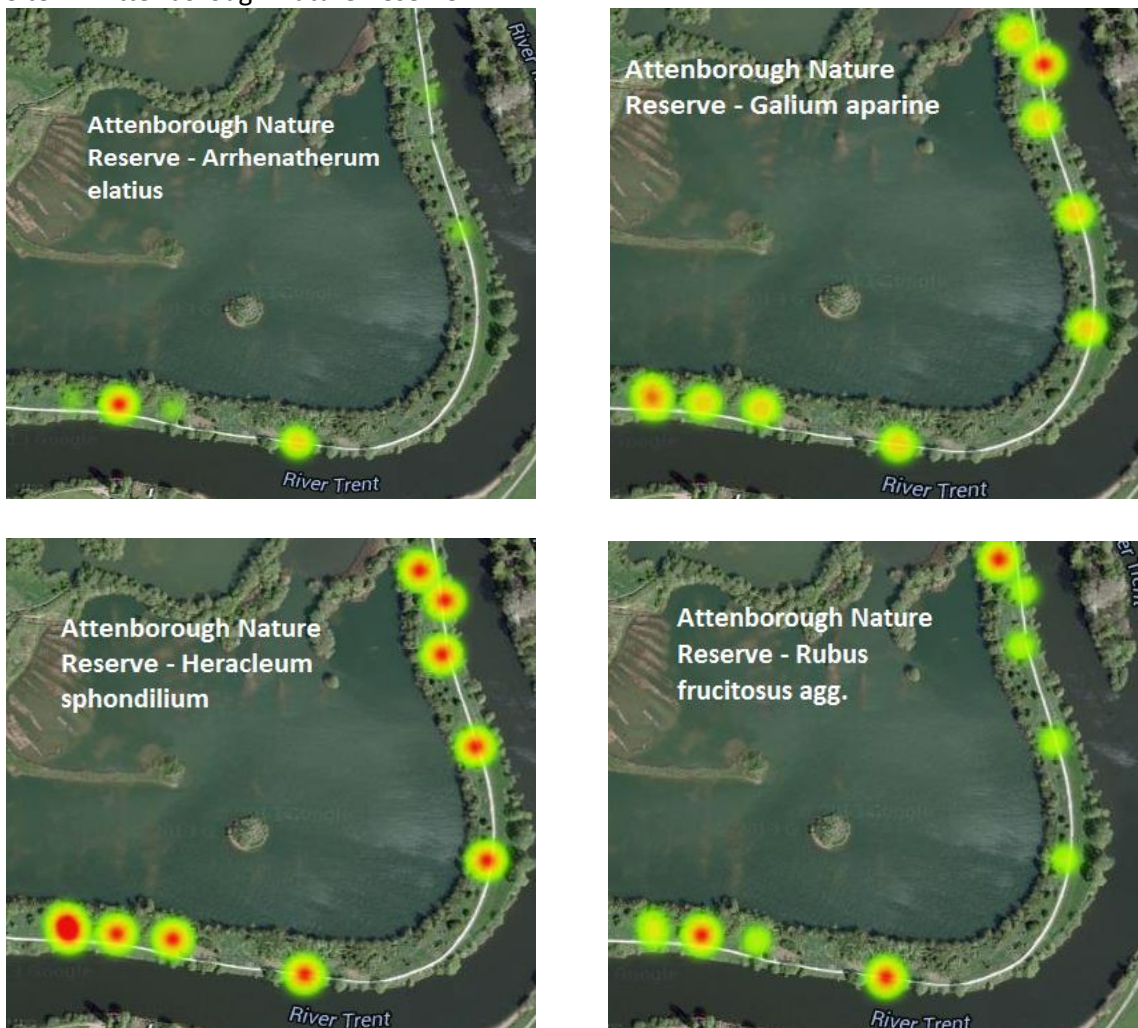 Attenborough Nature
Reserve - Arrhenatherum
elatius
River Trent
Attenborough Nature
Reserve - Galium aparine
River Trent
Attenborough Nature
Reserve - Heracleum
sphondilium
River Trent
Attenborough Nature
Reserve - Rubus
frucitosus agg.
River Trent